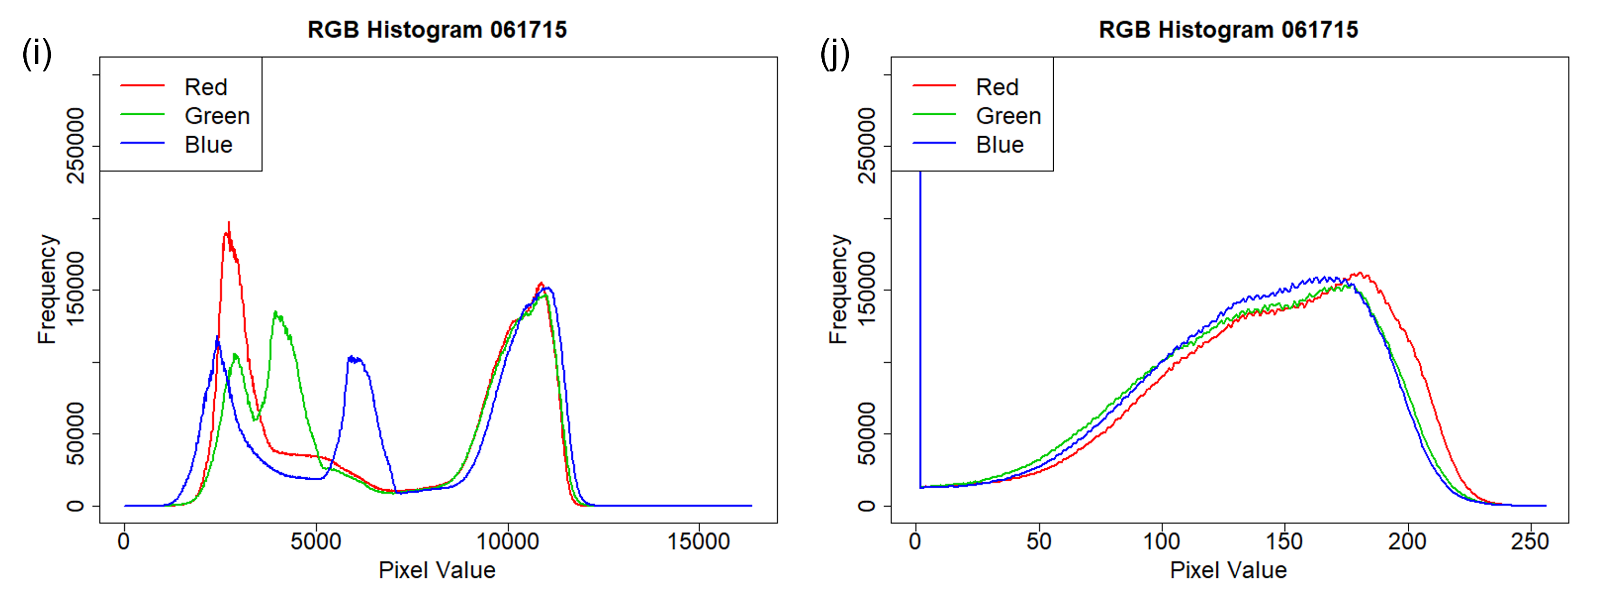 (i)
RGB Histogram 061715
Red
Green
Blue
Frequency
0
50000
150000
250000
0
5000
10000
15000
Pixel Value
(j)
RGB Histogram 061715
Red
Green
Blue
Frequency
0
50000
150000
250000
0
50
100
150
200
250
Pixel Value